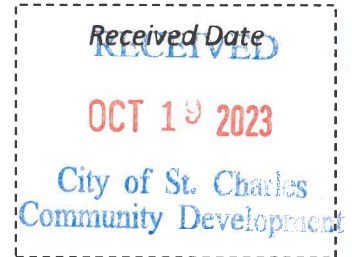 Received Date
RECEIVED
OCT 19 2023
City of St. Charles
Community Development